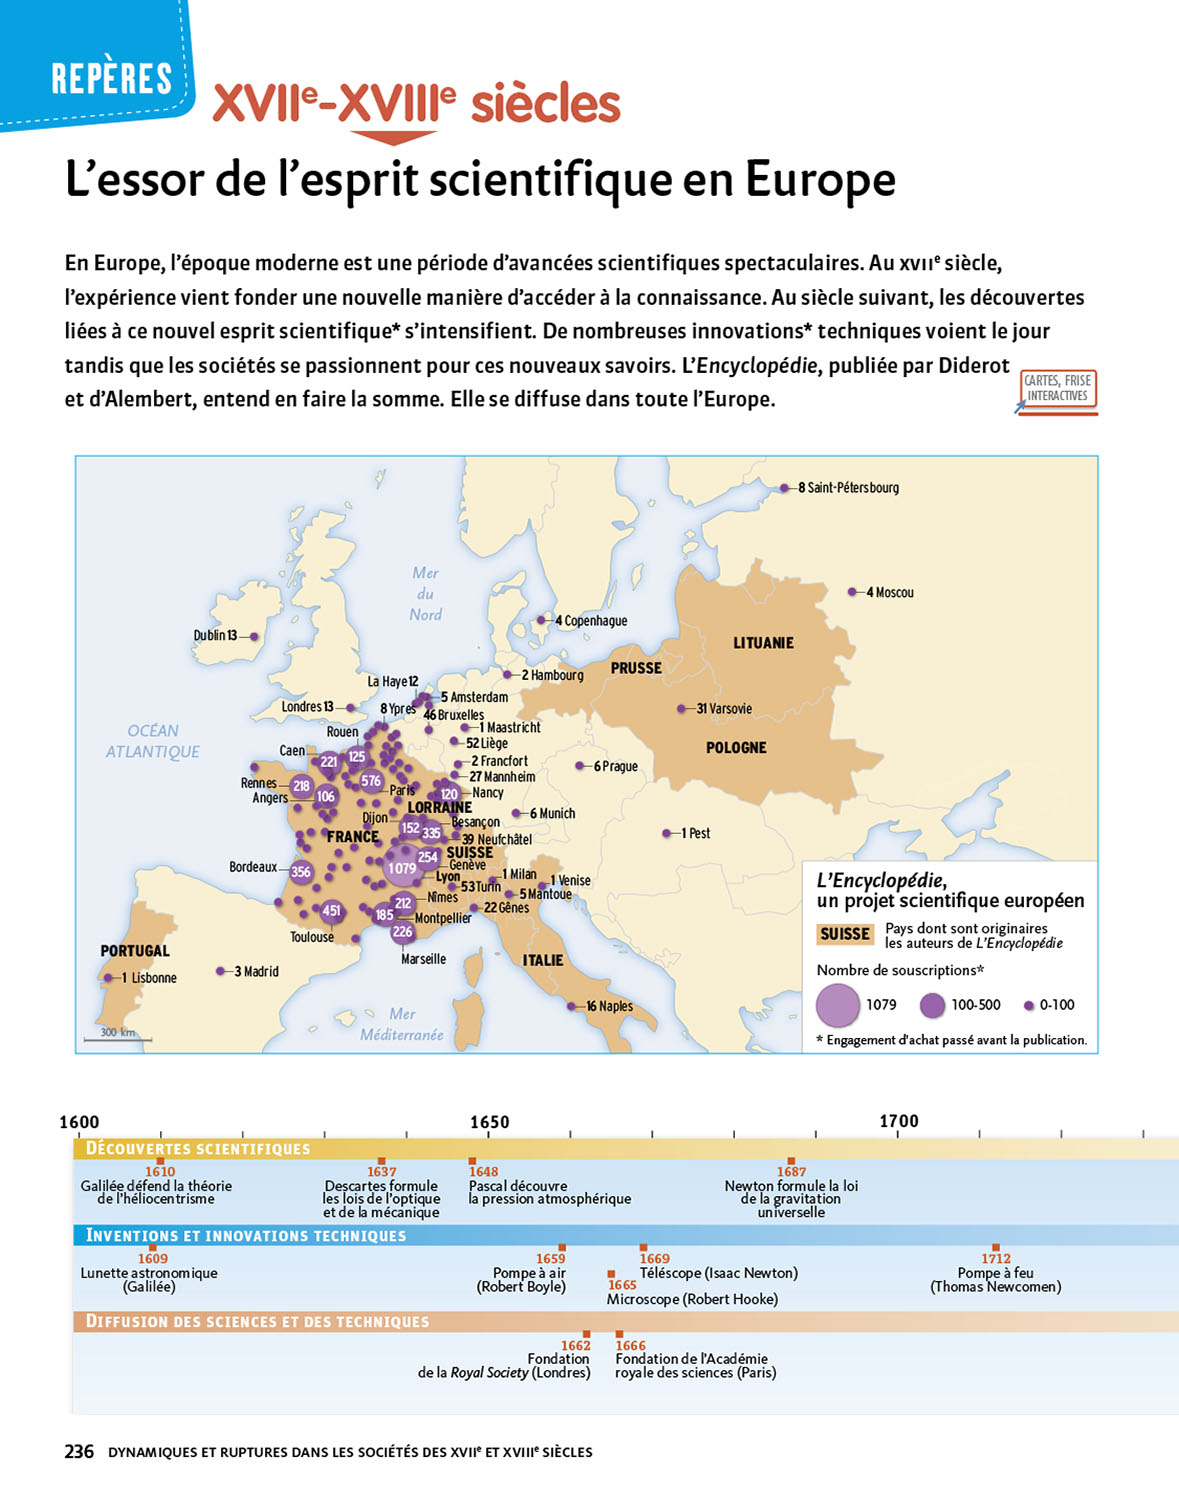 REPÈRES
XVIIe-XVIIIe siècles
L'essor de l'esprit scientifique en Europe
En Europe, l'époque moderne est une période d'avancées scientifiques spectaculaires. Au XVIIe siècle,
l'expérience vient fonder une nouvelle manière d'accéder à la connaissance. Au siècle suivant, les découvertes
liées à ce nouvel esprit scientifique* s'intensifient. De nombreuses innovations* techniques voient le jour
tandis que les sociétés se passionnent pour ces nouveaux savoirs. L'Encyclopédie, publiée par Diderot
et d'Alembert, entend en faire la somme. Elle se diffuse dans toute l'Europe.
CARTES, FRISE
INTERACTIVES
8 Saint-Pétersbourg
Mer
du
Nord
4 Moscou
4 Copenhague
Dublin 13
LITUANIE
PRUSSE
2 Hambourg
La Haye 12
5 Amsterdam
Londres 13
8 Ypres
46 Bruxelles
31 Varsovie
OCÉAN
ATLANTIQUE
1 Maastricht
Rouen
52 Liège
POLOGNE
Caen
221
125
2 Francfort
6 Prague
27 Mannheim
Rennes
218
576
Paris
120
Nancy
Angers
106
LORRAINE
6 Munich
Dijon
152
335
Besançon
1 Pest
FRANCE
39 Neufchâtel
SUISSE
254
Genève
Bordeaux
356
1079
Lyon
1 Milan
1 Venise
53 Turin
5 Mantoue
212
Nîmes
22 Gênes
451
185
Montpellier
226
Toulouse
Marseille
PORTUGAL
1 Lisbonne
3 Madrid
ITALIE
16 Naples
Mer
Méditerranée
300 km
L'Encyclopédie,
un projet scientifique européen
SUISSE
Pays dont sont originaires
les auteurs de L'Encyclopédie
Nombre de souscriptions*
1079
100-500
0-100
* Engagement d'achat passé avant la publication.
1600
1650
1700
DÉCOUVERTES SCIENTIFIQUES
1610
Galilée défend la théorie
de l'héliocentrisme
1637
Descartes formule
les lois de l'optique
et de la mécanique
1648
Pascal découvre
la pression atmosphérique
1687
Newton formule la loi
de la gravitation
universelle
INVENTIONS ET INNOVATIONS TECHNIQUES
1609
Lunette astronomique
(Galilée)
1659
Pompe à air
(Robert Boyle)
1669
Téléscope (Isaac Newton)
1665
Microscope (Robert Hooke)
1712
Pompe à feu
(Thomas Newcomen)
DIFFUSION DES SCIENCES ET DES TECHNIQUES
1662
Fondation
de la Royal Society (Londres)
1666
Fondation de l'Académie
royale des sciences (Paris)
236 DYNAMIQUES ET RUPTURES DANS LES SOCIÉTÉS DES XVIIe ET XVIIIe SIÈCLES